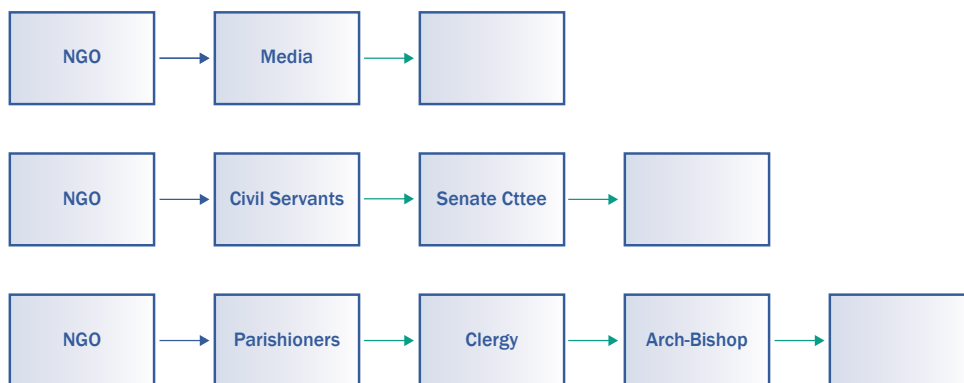 NGO
Media
NGO
Civil Servants
Senate Cttee
NGO
Parishioners
Clergy
Arch-Bishop